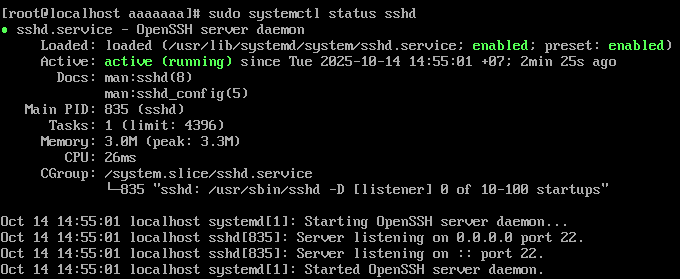 [root@localhost aaaaaaa]# sudo systemctl status sshd
● sshd.service - OpenSSH server daemon
Loaded: loaded (/usr/lib/systemd/system/sshd.service; enabled; preset: enabled)
Active: active (running) since Tue 2025-10-14 14:55:01 +07; 2min 25s ago
Docs: man:sshd(8)
man:sshd_config(5)
Main PID: 835 (sshd)
Tasks: 1 (limit: 4396)
Memory: 3.0M (peak: 3.3M)
CPU: 26ms
CGroup: /system.slice/sshd.service
└─835 "sshd: /usr/sbin/sshd -D [listener] 0 of 10-100 startups"
Oct 14 14:55:01 localhost systemd[1]: Starting OpenSSH server daemon...
Oct 14 14:55:01 localhost sshd[835]: Server listening on 0.0.0.0 port 22.
Oct 14 14:55:01 localhost sshd[835]: Server listening on :: port 22.
Oct 14 14:55:01 localhost systemd[1]: Started OpenSSH server daemon.